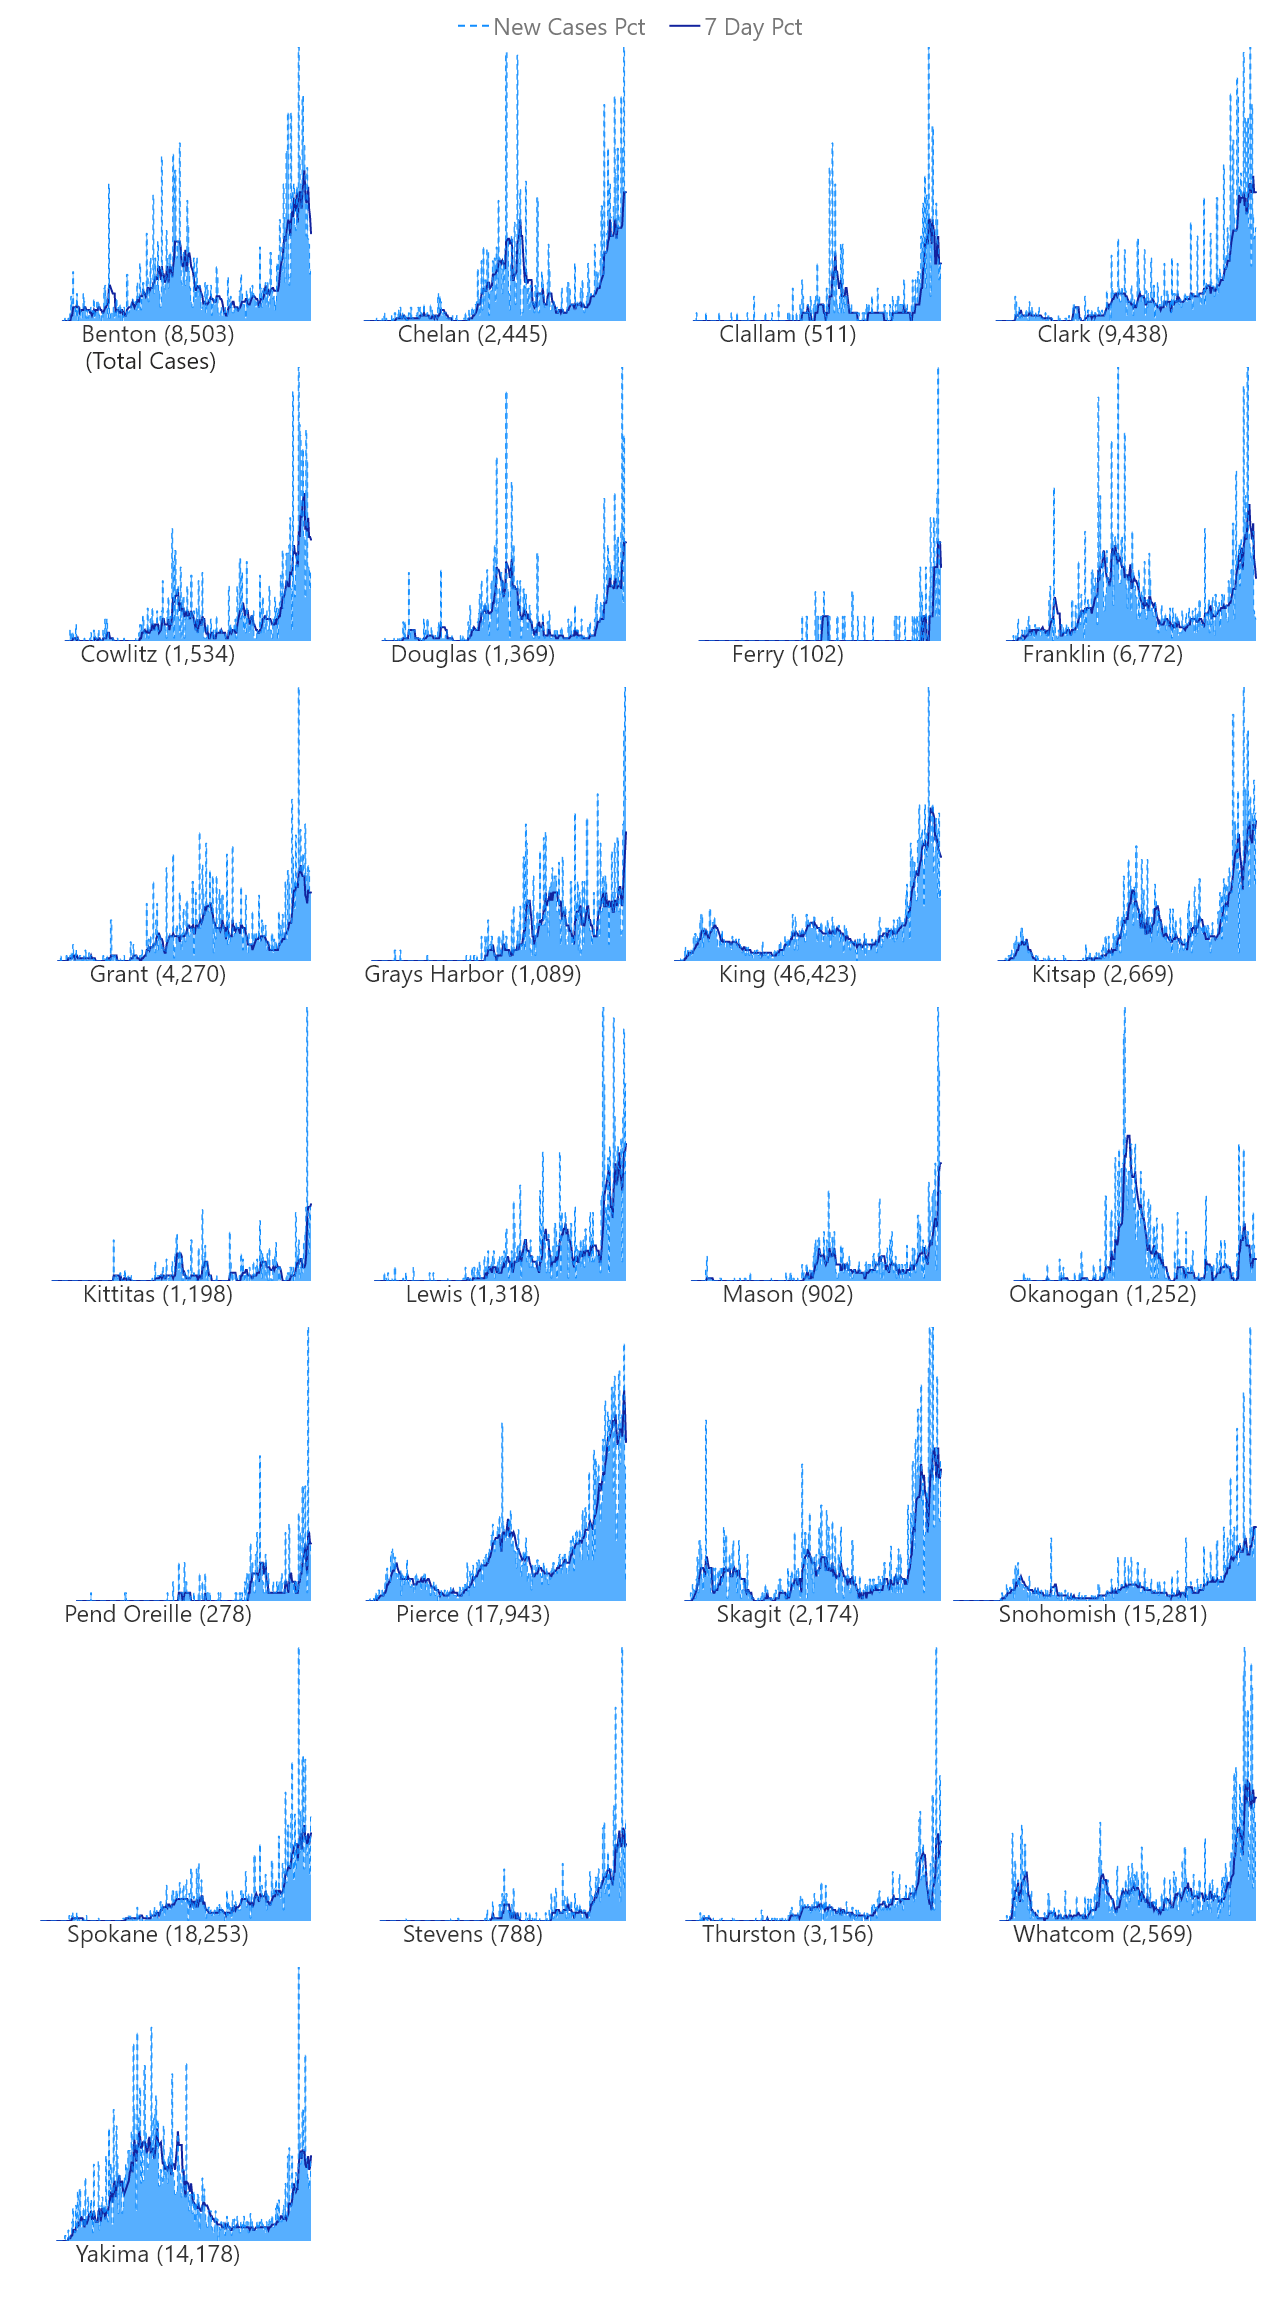 New Cases Pct 7 Day Pct
Benton (8,503) Chelan (2,445) Clallam (511) Clark (9,438)
(Total Cases)
Cowlitz (1,534) Douglas (1,369) Ferry (102) Franklin (6,772)
Grant (4,270) Grays Harbor (1,089) King (46,423) Kitsap (2,669)
Kittitas (1,198) Lewis (1,318) Mason (902) Okanogan (1,252)
Pend Oreille (278) Pierce (17,943) Skagit (2,174) Snohomish (15,281)
Spokane (18,253) Stevens (788) Thurston (3,156) Whatcom (2,569)
Yakima (14,178)